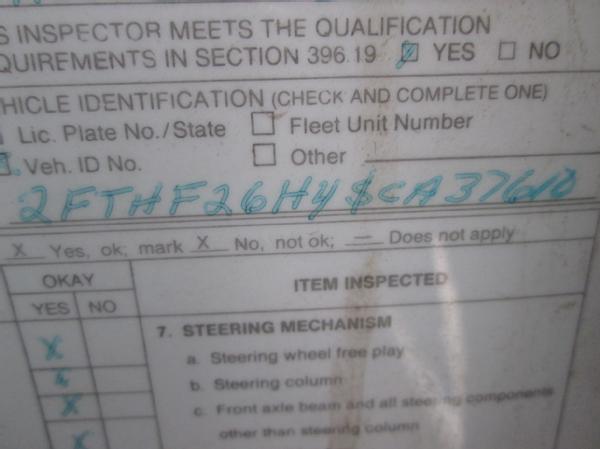 S INSPECTOR MEETS THE QUALIFICATION
QUIREMENTS IN SECTION 396.19 YES NO
HICLE IDENTIFICATION (CHECK AND COMPLETE ONE)
Lic. Plate No./State Fleet Unit Number
Veh. ID No. Other
X Yes, ok; mark X No, not ok; — Does not apply
OKAY ITEM INSPECTED
YES NO
7. STEERING MECHANISM
X a. Steering wheel free play
b. Steering column
X c. Front axle beam and all steering components
X other than steering column